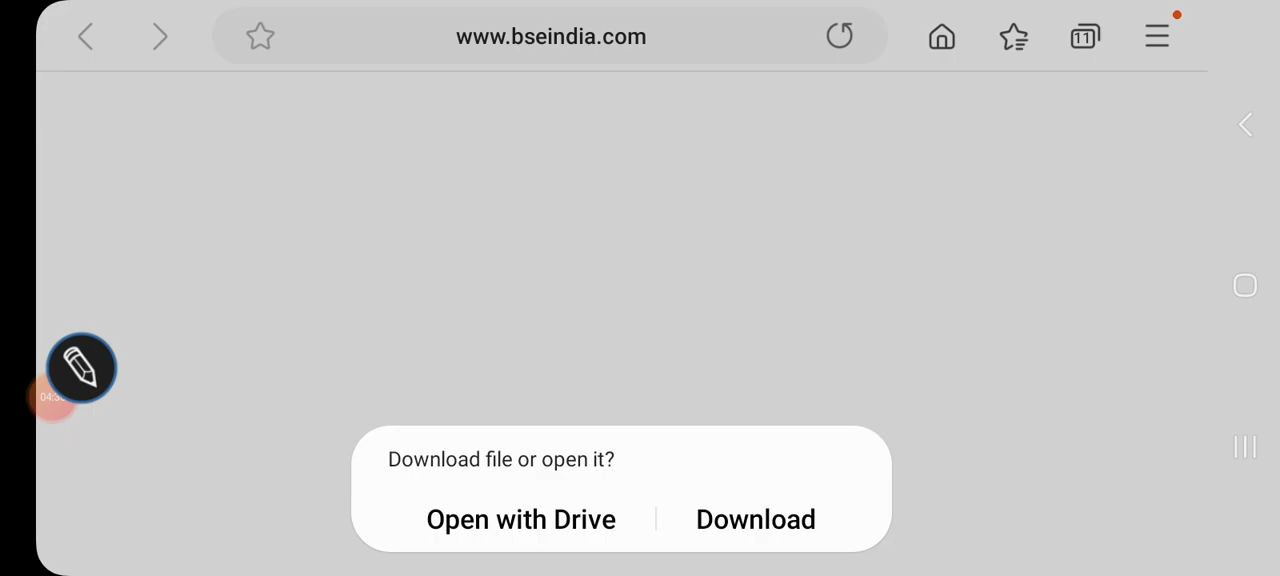 www.bseindia.com
11
Download file or open it?
Open with Drive
Download